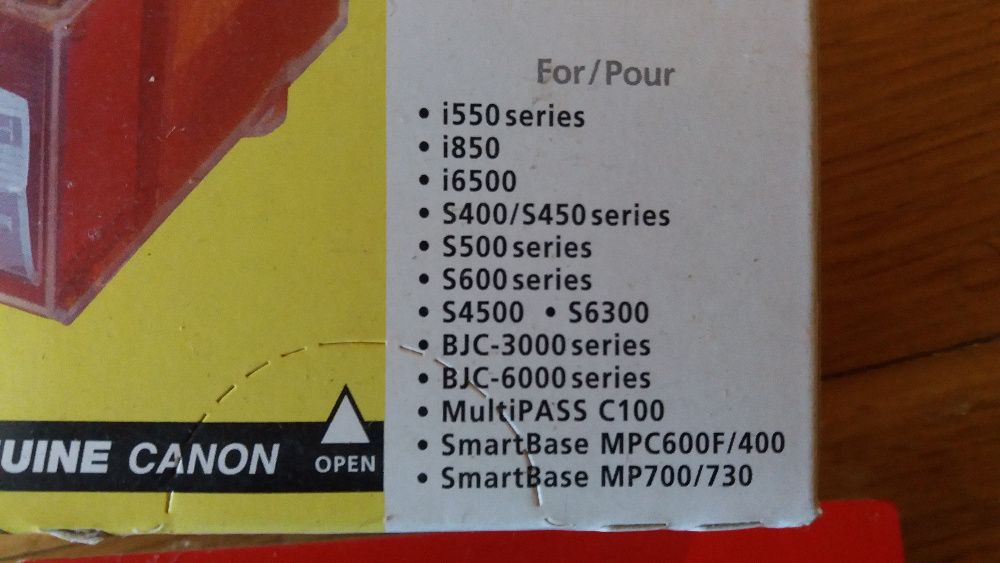 For/Pour
• i550 series
• i850
• i6500
• S400/S450 series
• S500 series
• S600 series
• S4500 • S6300
• BJC-3000 series
• BJC-6000 series
• MultiPASS C100
• SmartBase MPC600F/400
• SmartBase MP700/730
UINE CANON
OPEN